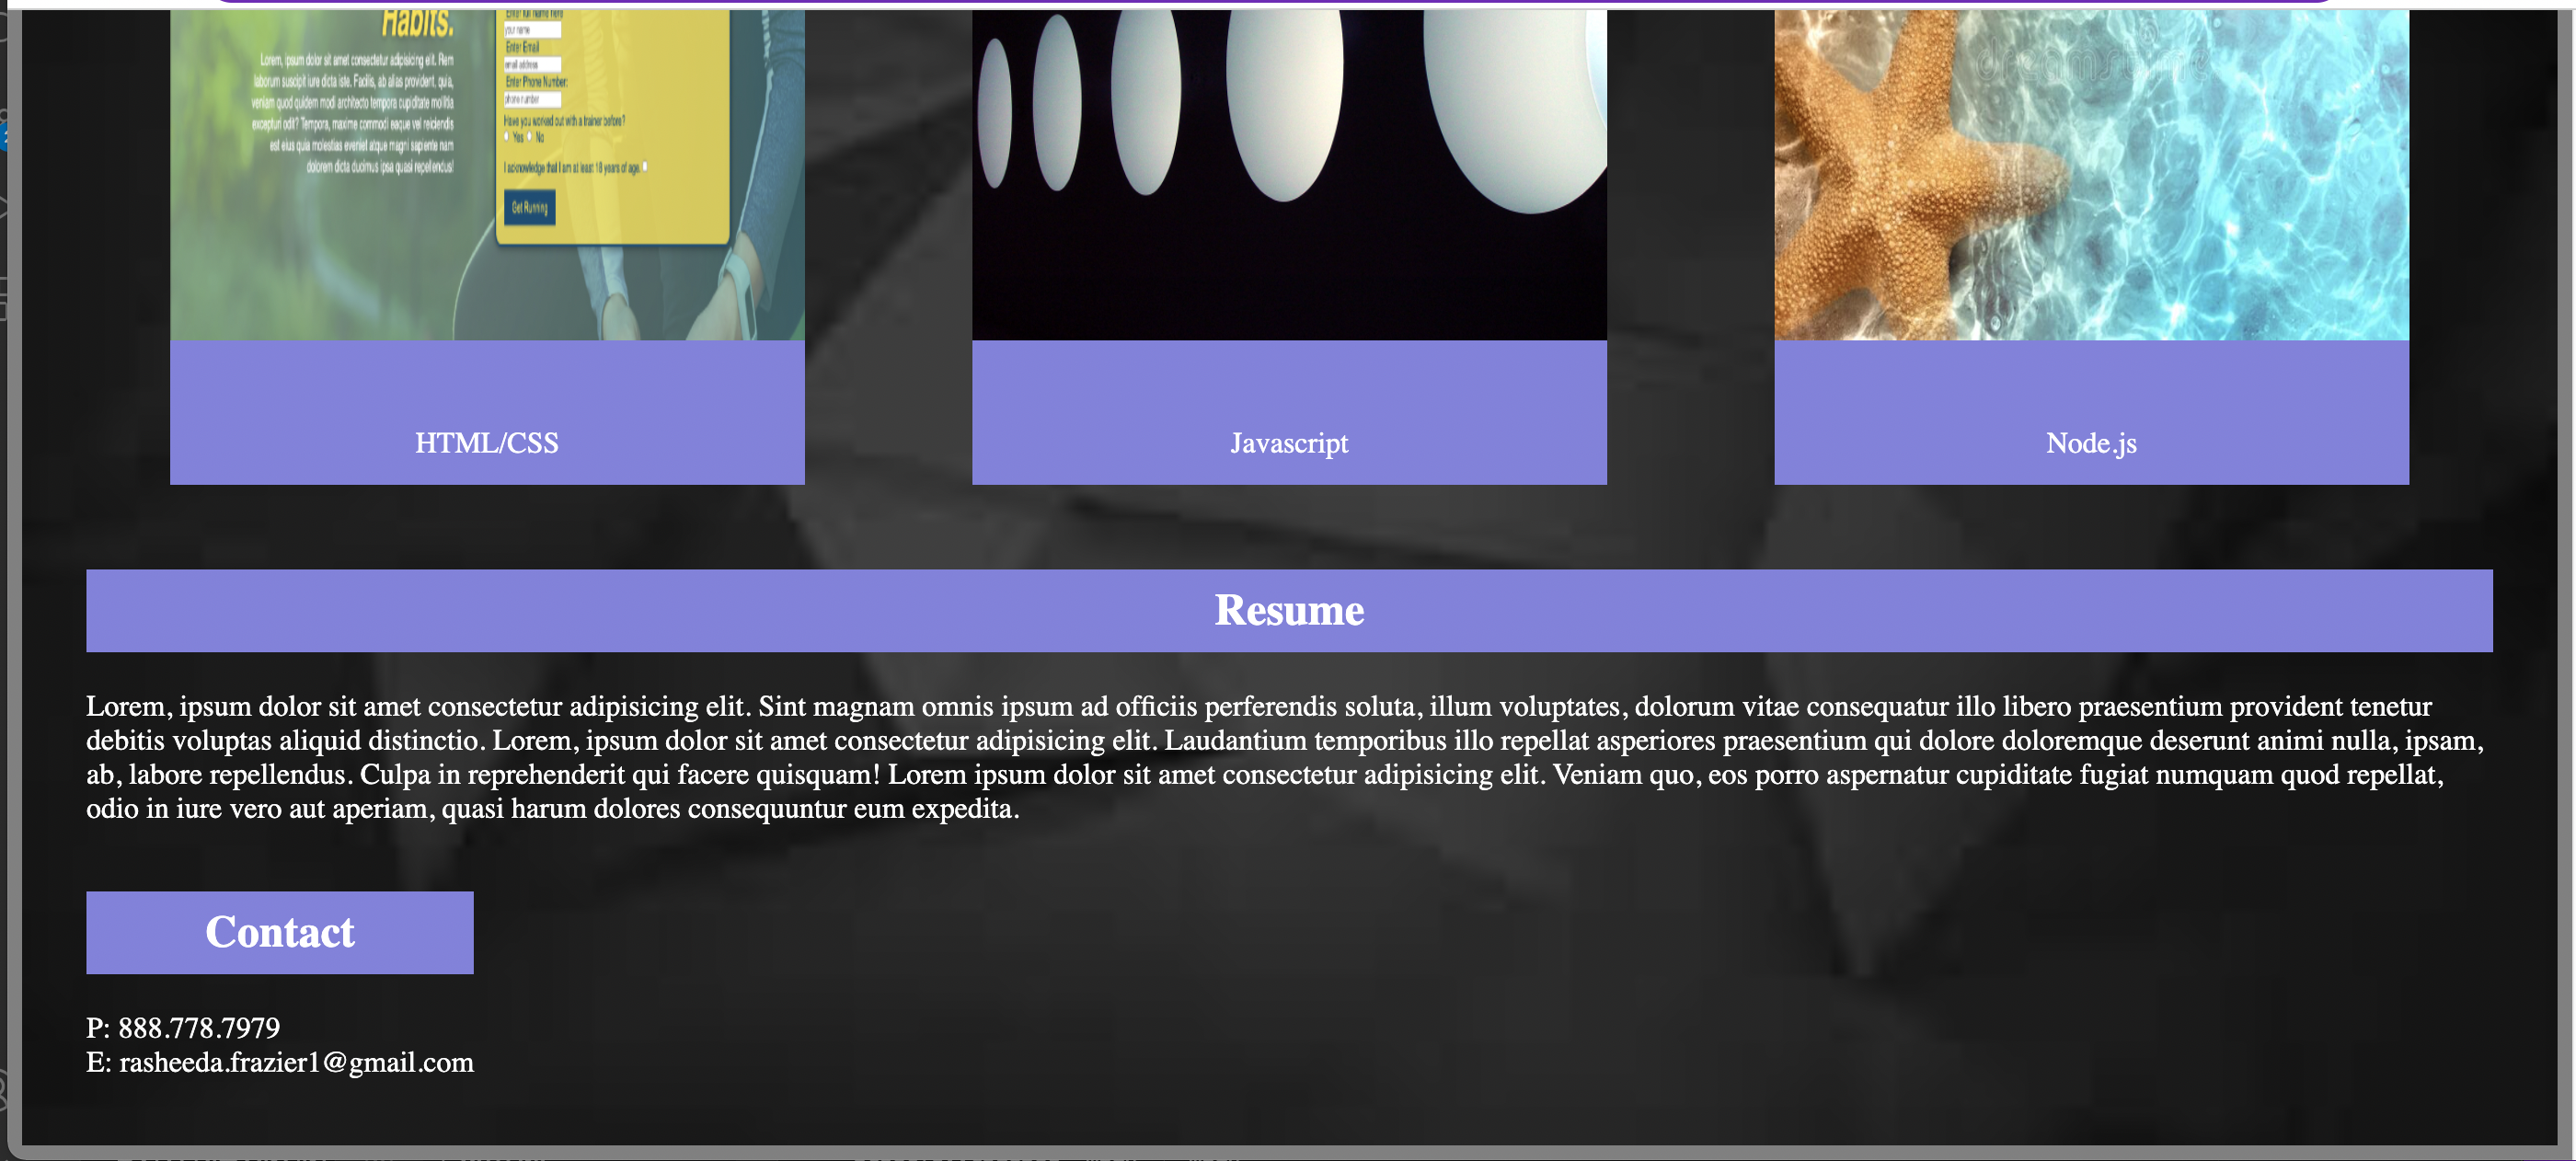 Habits.
Lorem, ipsum dolor sit amet consectetur adipisicing elit. Rem
laborum suscipit iure dicta iste. Facilis, ab alias provident, quia,
veniam quod quidem modi architecto tempora cupiditate mollitia
excepturi odit? Tempora, maxime commodi eaque vel reiciendis
est eius quia molestias eveniet atque magni sapiente nam
dolorem dicta ducimus ipsa quasi repellendus!
Enter full Name here
your name
Enter Email
email address
Enter Phone Number:
phone number
Have you worked out with a trainer before?
Yes No
I acknowledge that I am at least 18 years of age.
Get Running
dreamstime
HTML/CSS
Javascript
Node.js
Resume
Lorem, ipsum dolor sit amet consectetur adipisicing elit. Sint magnam omnis ipsum ad officiis perferendis soluta, illum voluptates, dolorum vitae consequatur illo libero praesentium provident tenetur
debitis voluptas aliquid distinctio. Lorem, ipsum dolor sit amet consectetur adipisicing elit. Laudantium temporibus illo repellat asperiores praesentium qui dolore doloremque deserunt animi nulla, ipsam,
ab, labore repellendus. Culpa in reprehenderit qui facere quisquam! Lorem ipsum dolor sit amet consectetur adipisicing elit. Veniam quo, eos porro aspernatur cupiditate fugiat numquam quod repellat,
odio in iure vero aut aperiam, quasi harum dolores consequuntur eum expedita.
Contact
P: 888.778.7979
E: rasheeda.frazier1@gmail.com